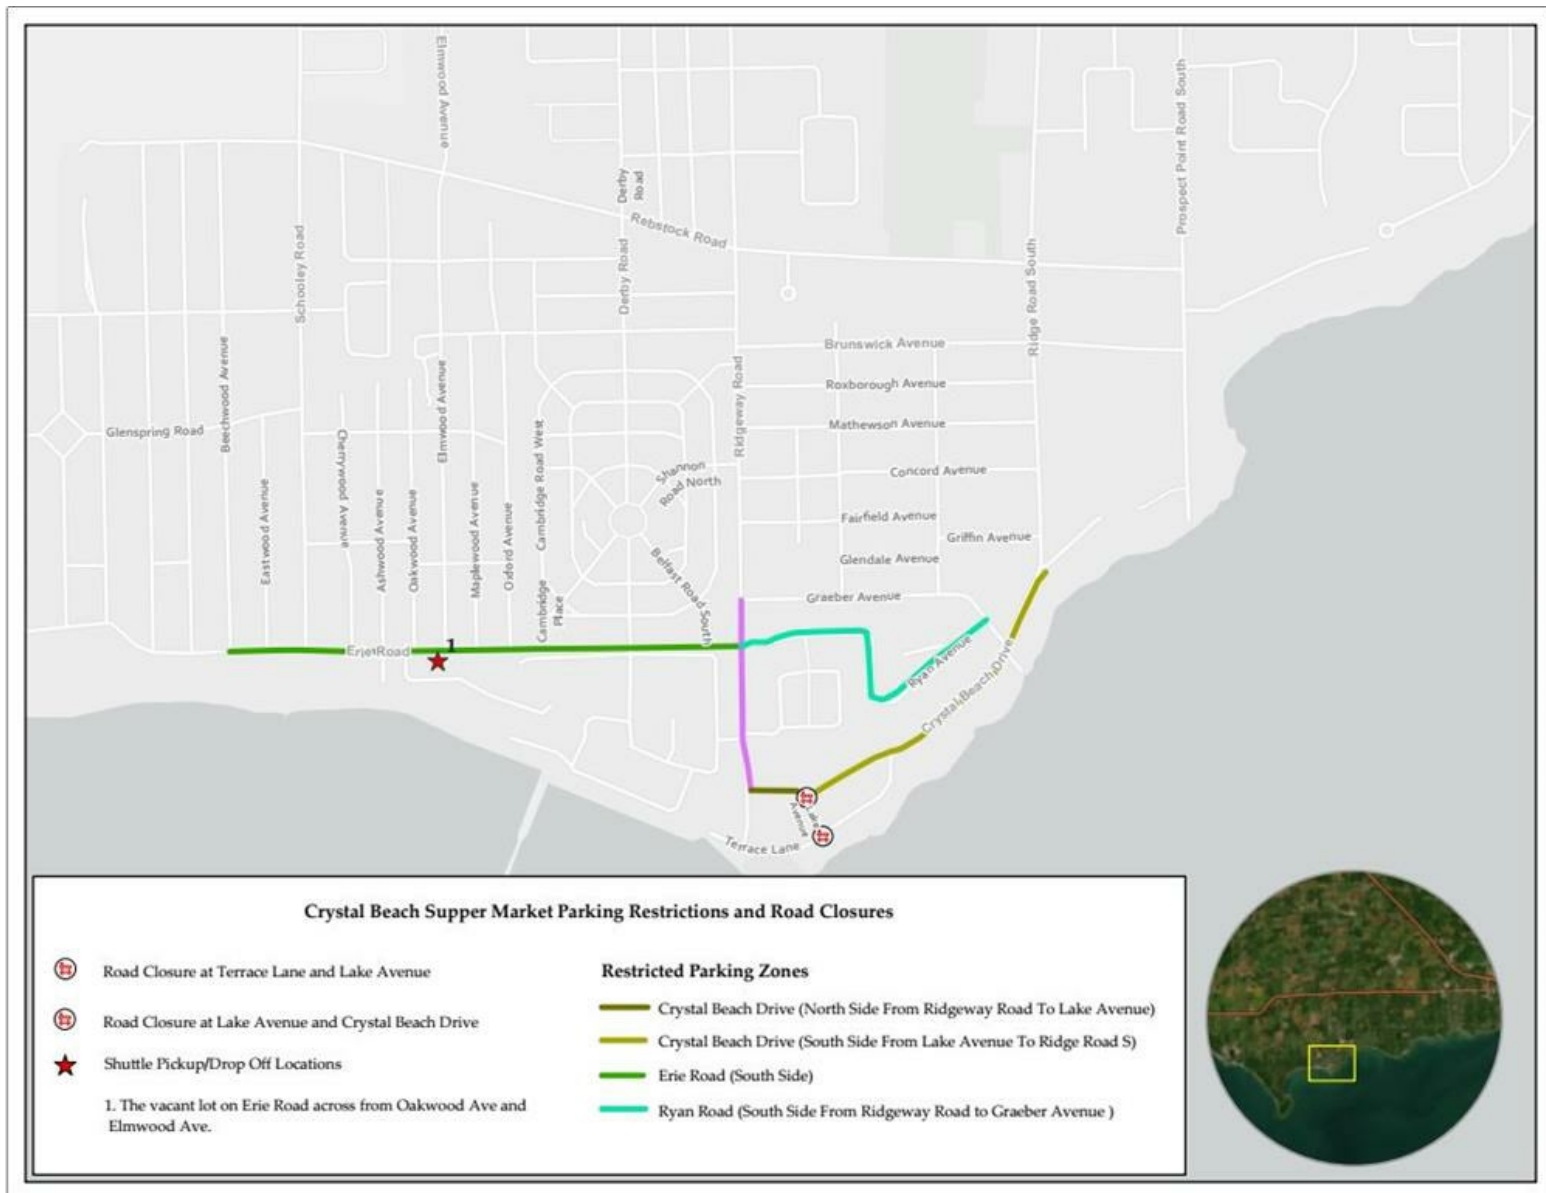 Elmwood Avenue
Prospect Point Road South
Derby
Road
Rebstock Road
Schooley Road
Derby Road
Ridge Road South
Brunswick Avenue
Beechwood Avenue
Elmwood Avenue
Ridgeway Road
Roxborough Avenue
Glenspring Road
Mathewson Avenue
Cherrywood Avenue
Cambridge Road West
Shannon
Road North
Concord Avenue
Eastwood Avenue
Ashwood Avenue
Oakwood Avenue
Maplewood Avenue
Oxford Avenue
Fairfield Avenue
Griffin Avenue
Glendale Avenue
Belfast Road South
Cambridge
Place
Graeber Avenue
Erie Road
1
Ryan Avenue
Crystal Beach Drive
Lake
Avenue
Terrace Lane
Crystal Beach Supper Market Parking Restrictions and Road Closures
Road Closure at Terrace Lane and Lake Avenue
Road Closure at Lake Avenue and Crystal Beach Drive
Shuttle Pickup/Drop Off Locations
1. The vacant lot on Erie Road across from Oakwood Ave and
Elmwood Ave.
Restricted Parking Zones
Crystal Beach Drive (North Side From Ridgeway Road To Lake Avenue)
Crystal Beach Drive (South Side From Lake Avenue To Ridge Road S)
Erie Road (South Side)
Ryan Road (South Side From Ridgeway Road to Graeber Avenue )